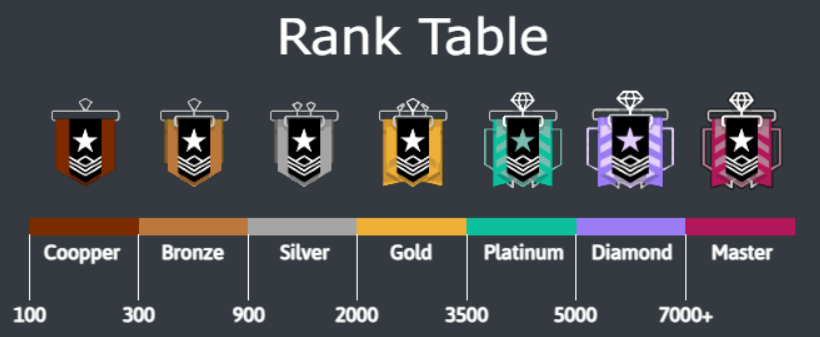 Rank Table
Coopper Bronze Silver Gold Platinum Diamond Master
100 300 900 2000 3500 5000 7000+